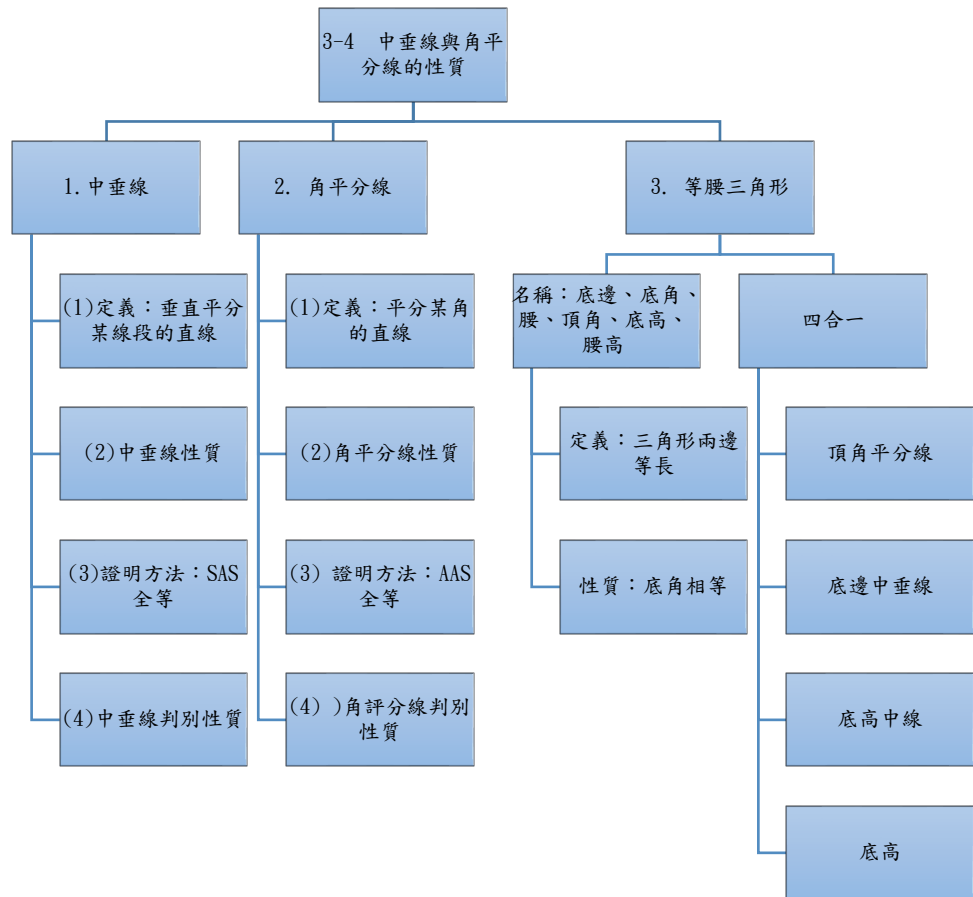 3-4 中垂線與角平
分線的性質
1.中垂線
2. 角平分線
3. 等腰三角形
(1)定義：垂直平分
某線段的直線
(1)定義：平分某角
的直線
名稱：底邊、底角、
腰、頂角、底高、
腰高
四合一
(2)中垂線性質
(2)角平分線性質
定義：三角形兩邊
等長
頂角平分線
(3)證明方法：SAS
全等
(3) 證明方法：AAS
全等
性質：底角相等
底邊中垂線
(4)中垂線判別性質
(4) )角評分線判別
性質
底高中線
底高